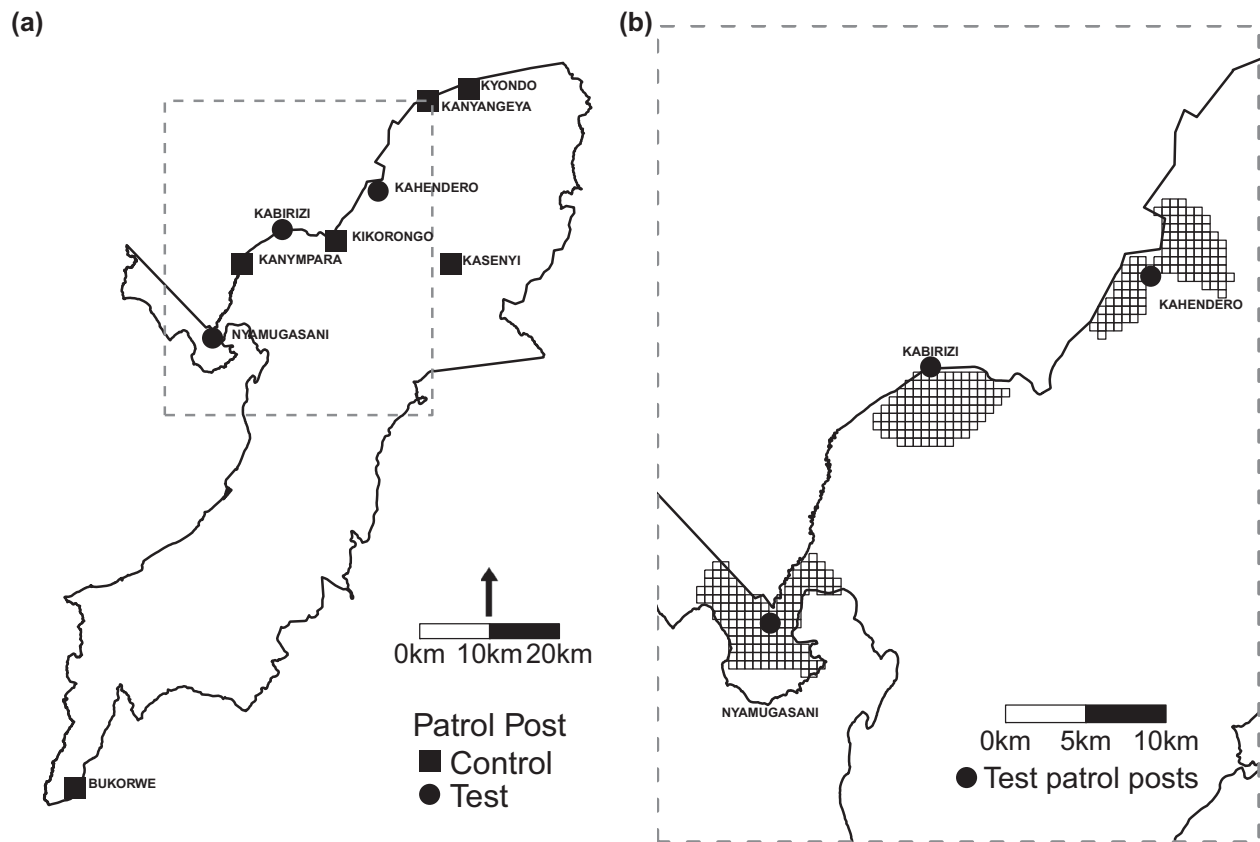 (a)
KYONDO
KANYANGEYA
KAHENDERO
KABIRIZI
KIKORONGO
KANYMPARA
KASENYI
NYAMUGASANI
0km 10km 20km
Patrol Post
Control
Test
BUKORWE
(b)
KAHENDERO
KABIRIZI
NYAMUGASANI
0km 5km 10km
Test patrol posts